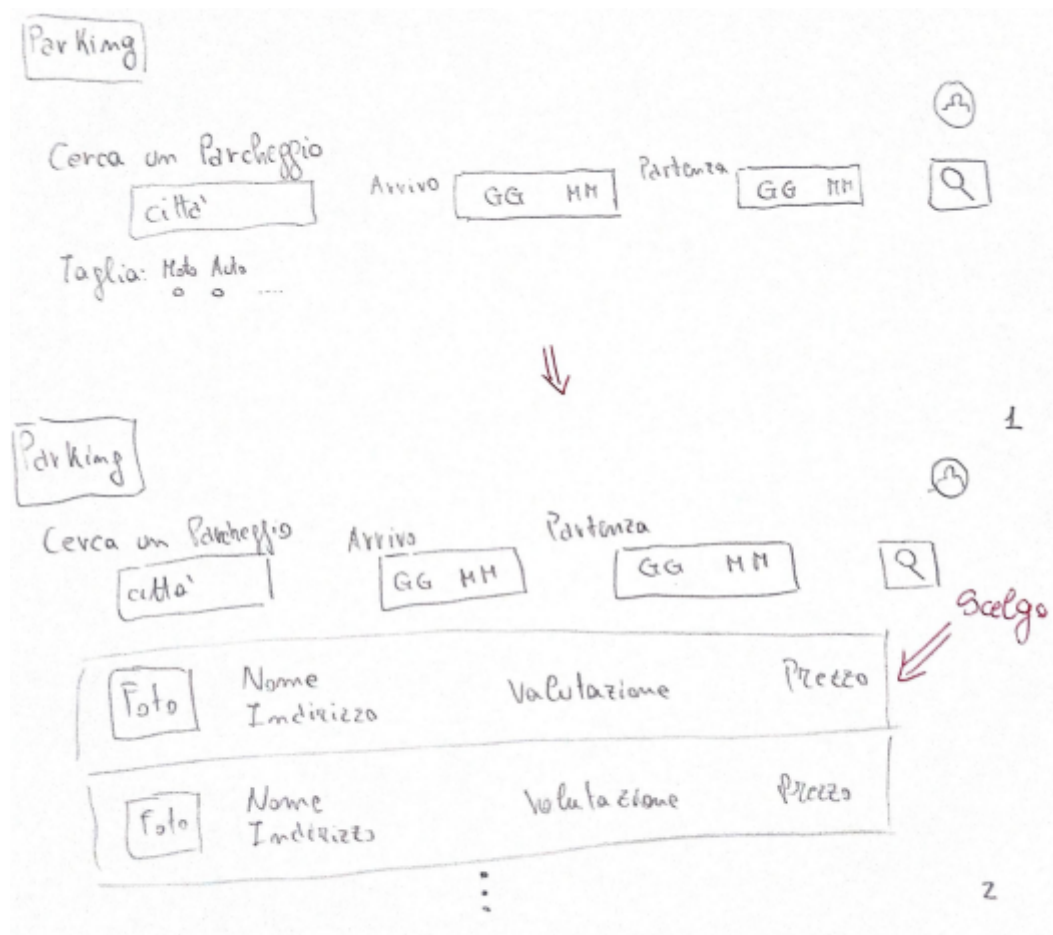 ParKing
Cerca un Parcheggio
città
Arrivo GG MM
Partenza GG MM
Taglia: Moto Auto ....
1
ParKing
Cerca un Parcheggio
città
Arrivo
GG MM
Partenza
GG MM
Scelgo
Foto
Nome
Indirizzo
Valutazione
Prezzo
Foto
Nome
Indirizzo
Valutazione
Prezzo
2